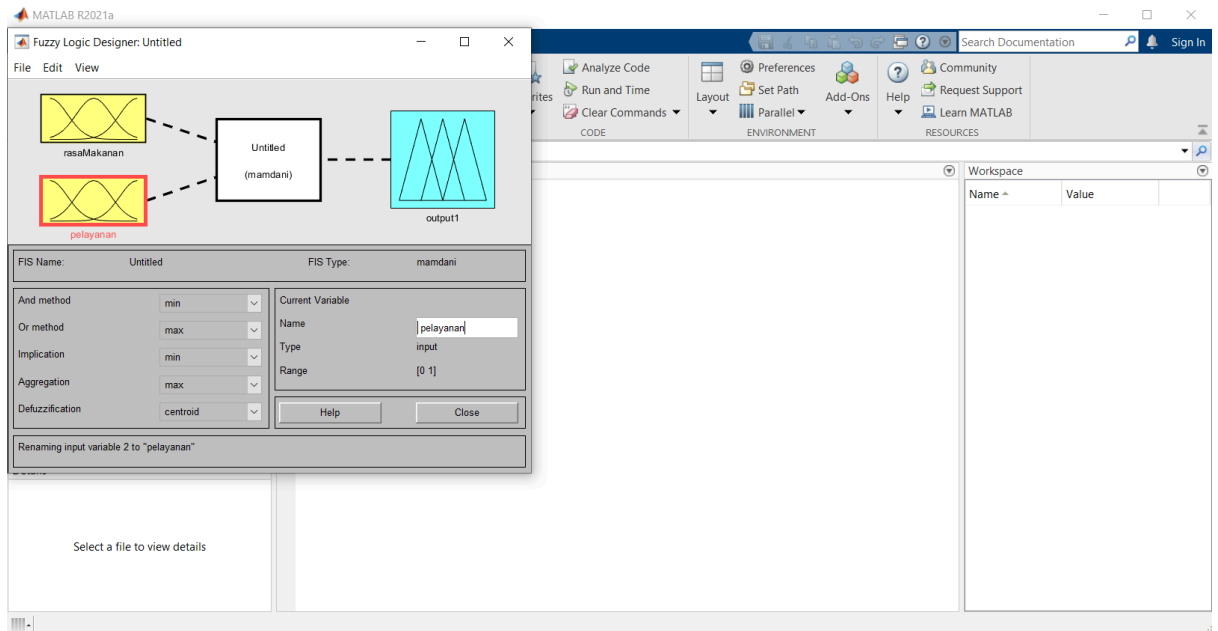 MATLAB R2021a
Fuzzy Logic Designer: Untitled
File Edit View
rasaMakanan
pelayanan
Untitled
(mamdani)
output1
FIS Name: Untitled FIS Type: mamdani
And method min
Or method max
Implication min
Aggregation max
Defuzzification centroid
Current Variable
Name pelayanan
Type input
Range [0 1]
Help Close
Renaming input variable 2 to "pelayanan"
Search Documentation
Sign In
rites
Analyze Code
Run and Time
Clear Commands
CODE
Layout
Preferences
Set Path
Parallel
Add-Ons
ENVIRONMENT
Help
Community
Request Support
Learn MATLAB
RESOURCES
Workspace
Name Value
Select a file to view details